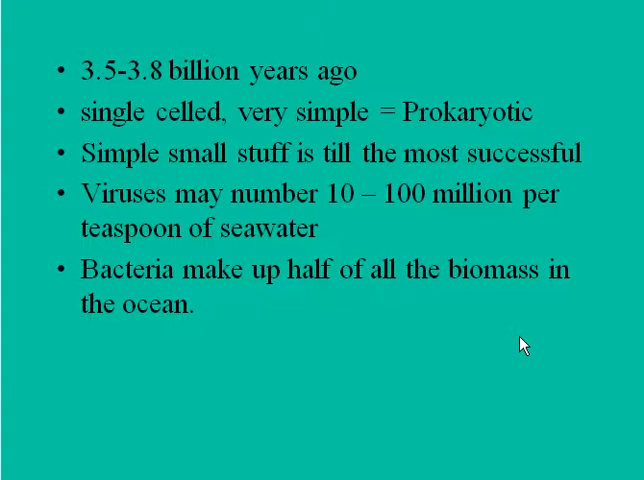 • 3.5-3.8 billion years ago
• single celled, very simple = Prokaryotic
• Simple small stuff is till the most successful
• Viruses may number 10 – 100 million per
teaspoon of seawater
• Bacteria make up half of all the biomass in
the ocean.